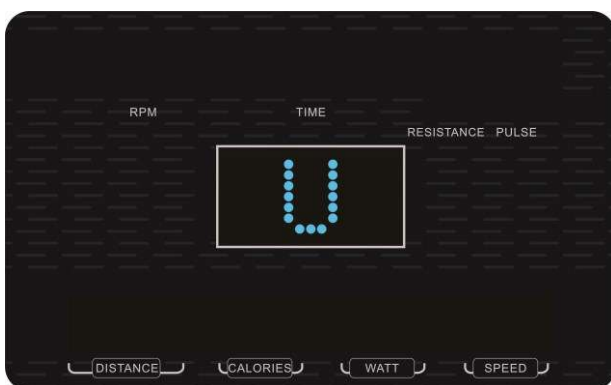 RPM TIME
RESISTANCE PULSE
U
DISTANCE CALORIES WATT SPEED